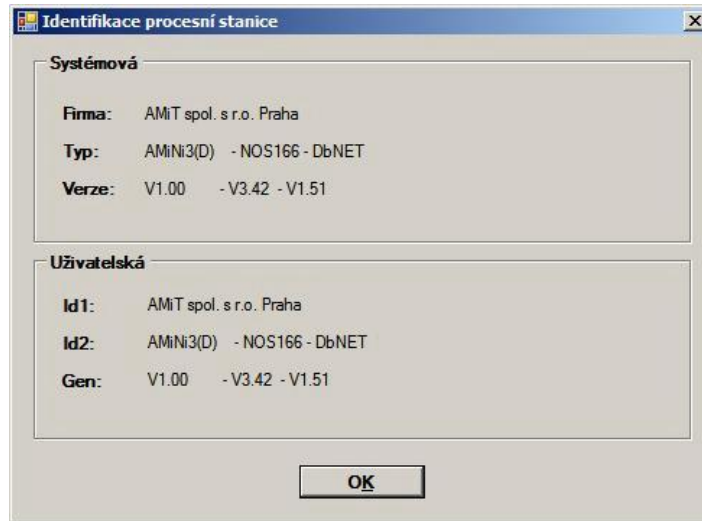 Identifikace procesní stanice
Systémová
Firma: AMiT spol. s r.o. Praha
Typ: AMiNi3(D) - NOS166 - DbNET
Verze: V1.00 - V3.42 - V1.51
Uživatelská
Id1: AMiT spol. s r.o. Praha
Id2: AMiNi3(D) - NOS166 - DbNET
Gen: V1.00 - V3.42 - V1.51
OK